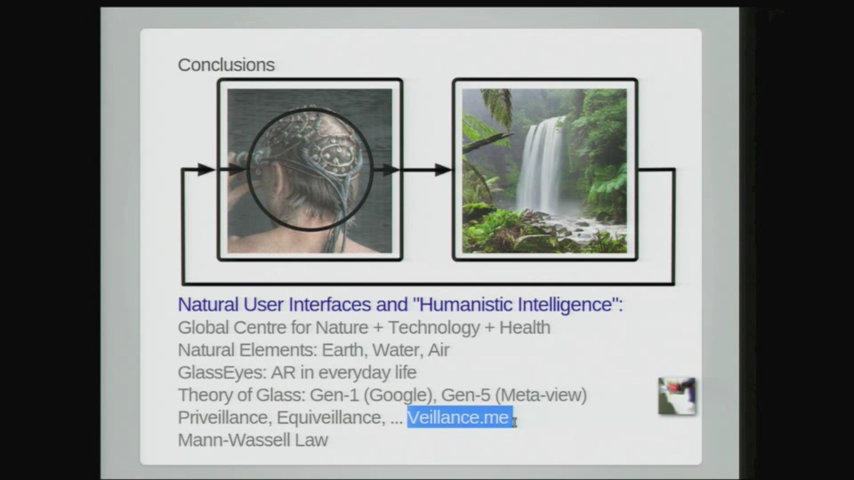 Conclusions
Natural User Interfaces and "Humanistic Intelligence":
Global Centre for Nature + Technology + Health
Natural Elements: Earth, Water, Air
GlassEyes: AR in everyday life
Theory of Glass: Gen-1 (Google), Gen-5 (Meta-view)
Priveillance, Equiveillance, ... Veillance.me
Mann-Wassell Law